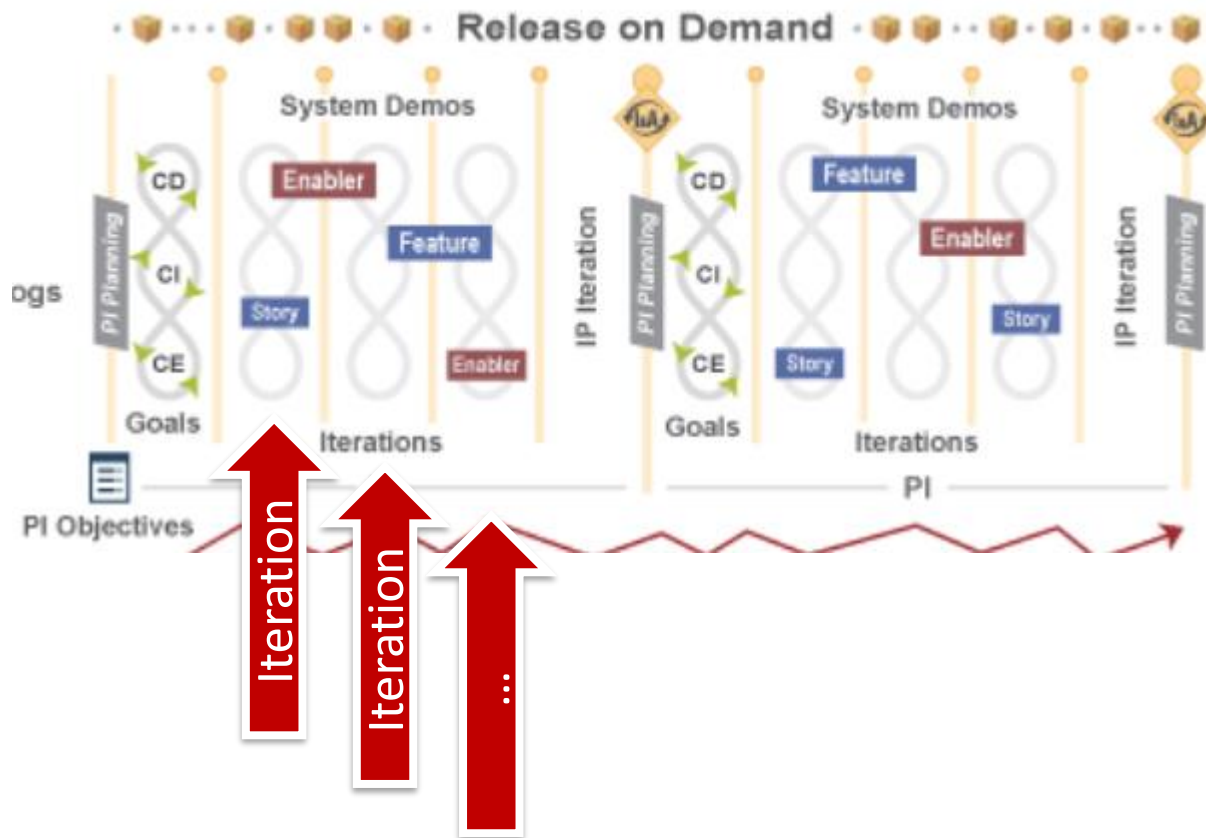 Release on Demand
System Demos
System Demos
I&A
I&A
CD
Enabler
Feature
Feature
Enabler
PI Planning
CI
IP Iteration
PI Planning
CI
IP Iteration
PI Planning
ogs
Story
Story
CE
Enabler
CE
Story
Goals
Iterations
Goals
Iterations
CD
PI
PI Objectives
Iteration
Iteration
...